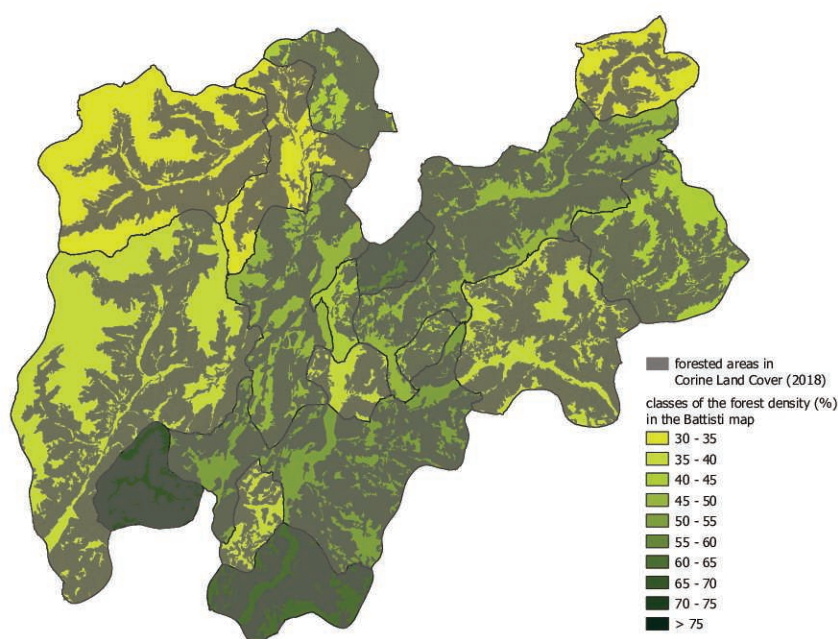 forested areas in
Corine Land Cover (2018)
classes of the forest density (%)
in the Battisti map
30 - 35
35 - 40
40 - 45
45 - 50
50 - 55
55 - 60
60 - 65
65 - 70
70 - 75
> 75